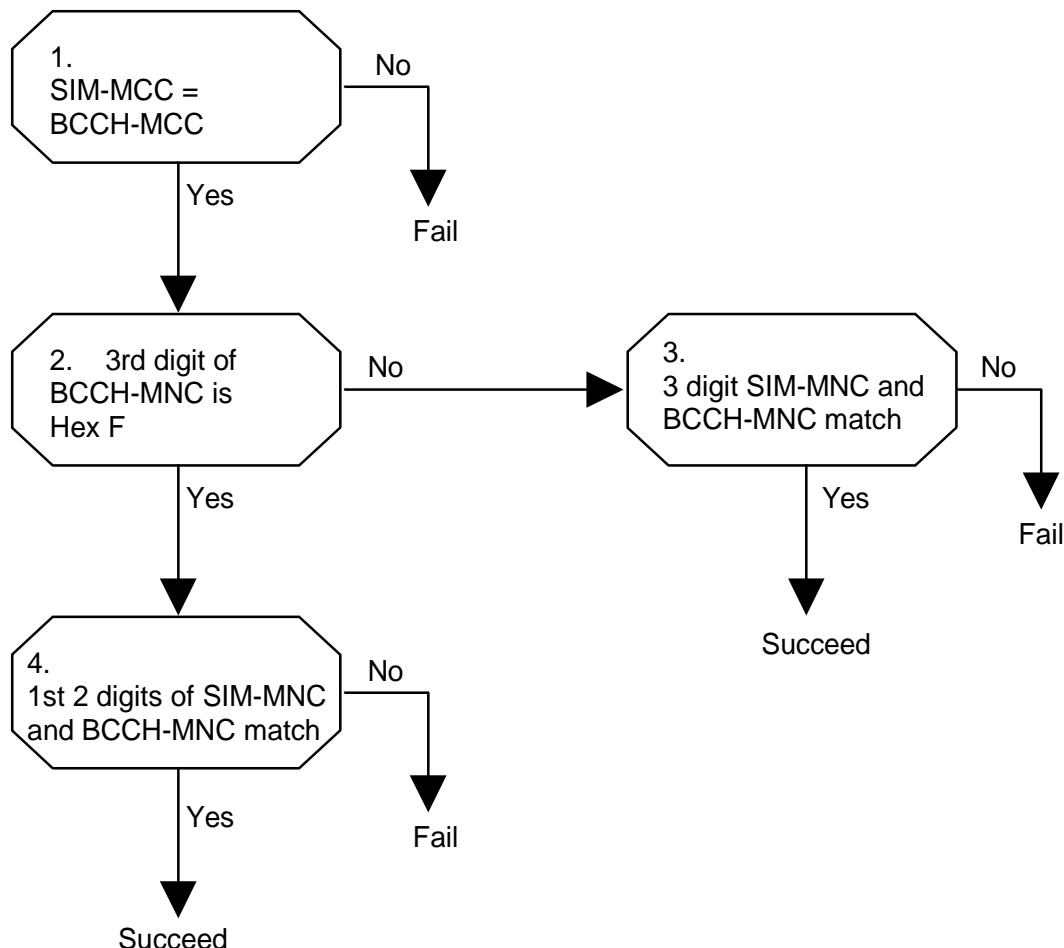 1.
SIM-MCC =
BCCH-MCC
No
Yes
Fail
2. 3rd digit of
BCCH-MNC is
Hex F
No
3.
3 digit SIM-MNC and
BCCH-MNC match
No
Yes
Yes
Fail
Succeed
4.
1st 2 digits of SIM-MNC
and BCCH-MNC match
No
Yes
Fail
Succeed